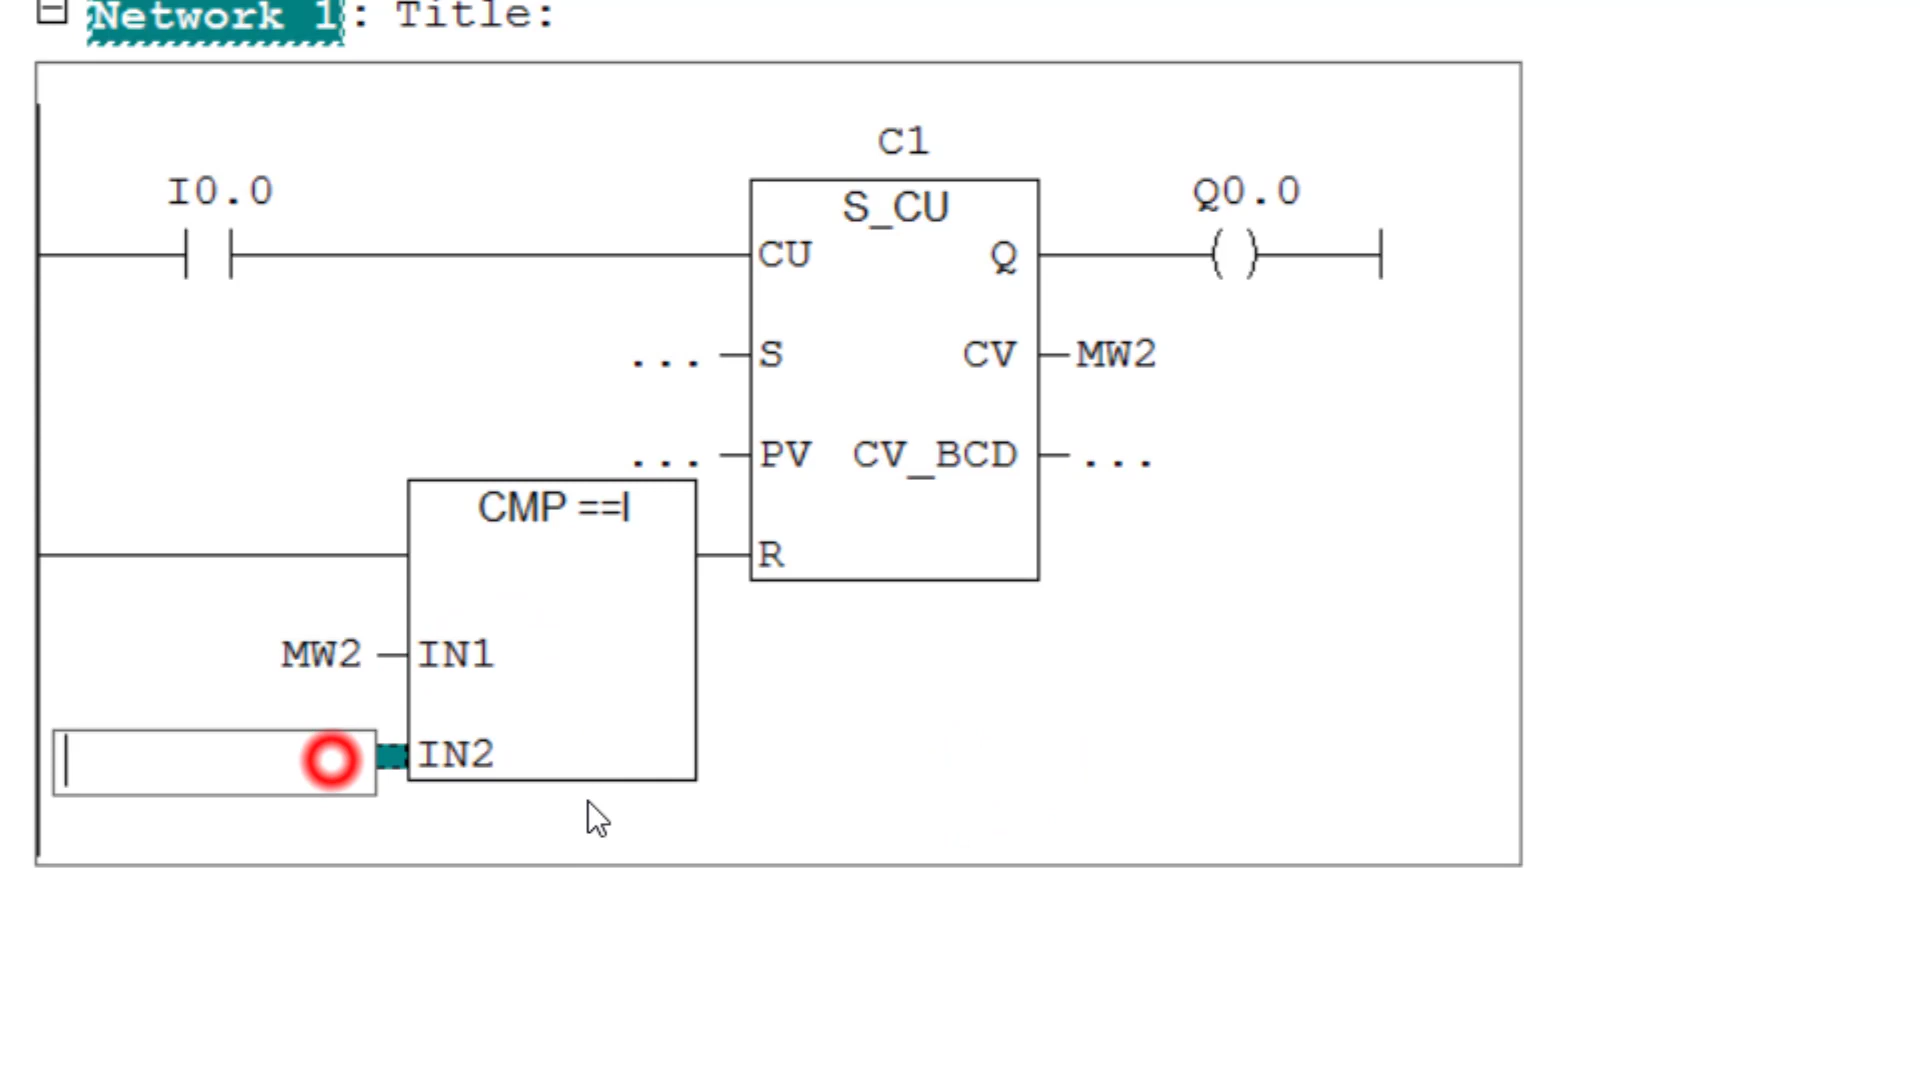 Network 1: Title:
C1
I0.0
S_CU
Q0.0
CU Q
... S CV MW2
... PV CV_BCD ...
CMP ==I
R
MW2 IN1
IN2